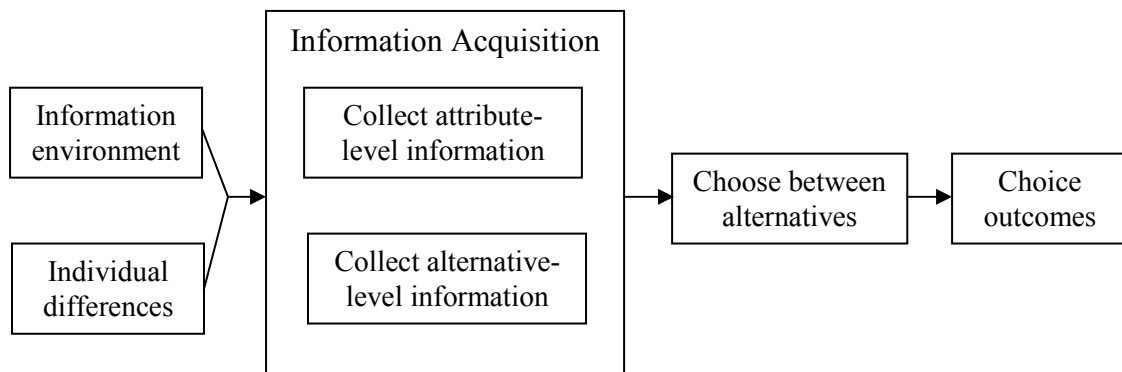 Information Acquisition
Information
environment
Individual
differences
Collect attribute-
level information
Collect alternative-
level information
Choose between
alternatives
Choice
outcomes